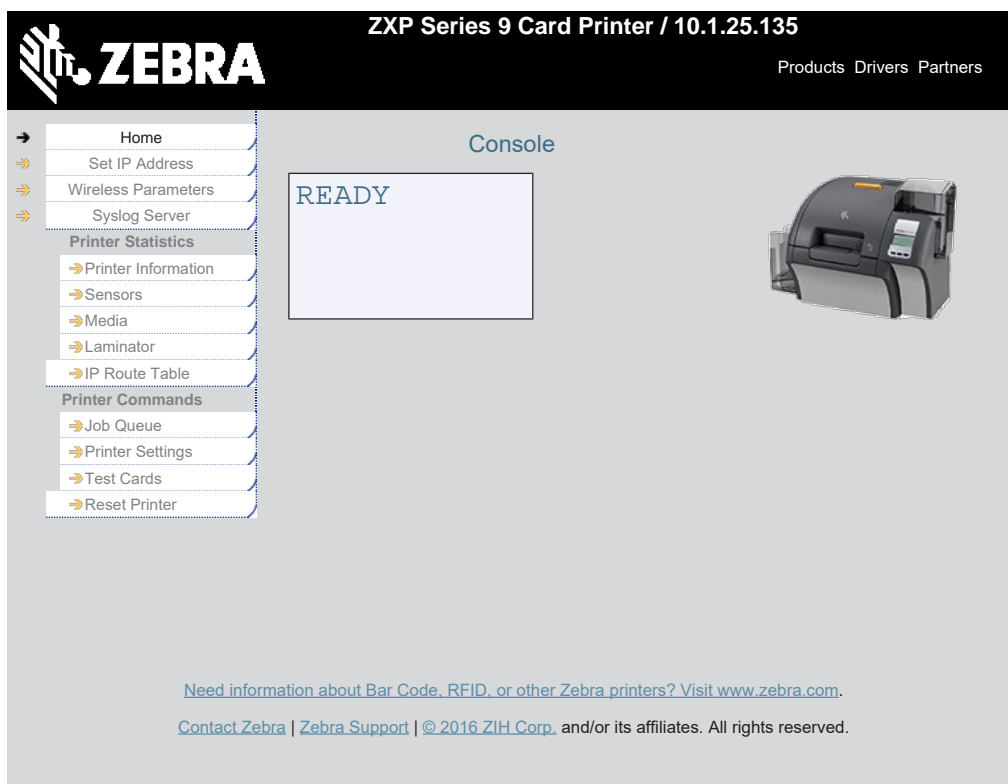 ZXP Series 9 Card Printer / 10.1.25.135
ZEBRA
Products Drivers Partners
Home
Set IP Address
Wireless Parameters
Syslog Server
Printer Statistics
Printer Information
Sensors
Media
Laminator
IP Route Table
Printer Commands
Job Queue
Printer Settings
Test Cards
Reset Printer
Console
READY
Need information about Bar Code, RFID, or other Zebra printers? Visit www.zebra.com.
Contact Zebra | Zebra Support | © 2016 ZIH Corp. and/or its affiliates. All rights reserved.